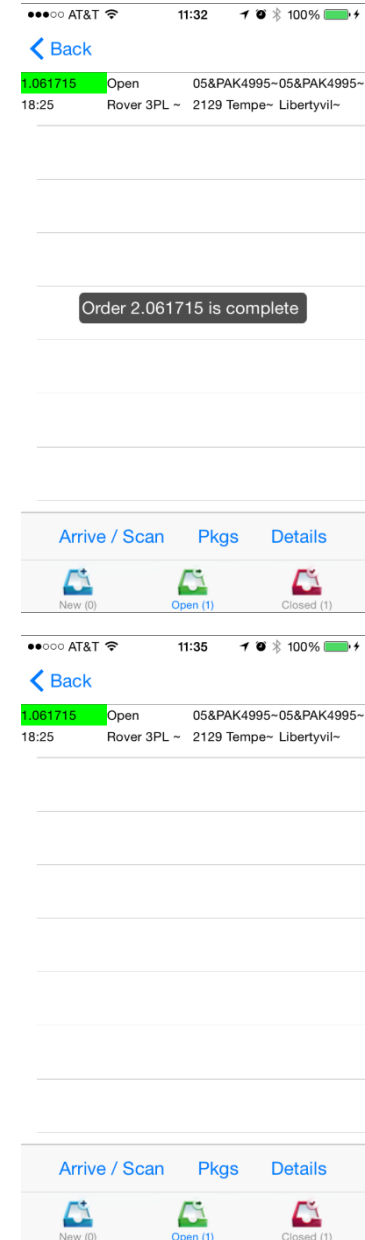 AT&T 11:32 100%
Back
1.061715 Open 05&PAK4995~05&PAK4995~
18:25 Rover 3PL ~ 2129 Tempe~ Libertyvil~
Order 2.061715 is complete
Arrive / Scan Pkgs Details
New (0) Open (1) Closed (1)
AT&T 11:35 100%
Back
1.061715 Open 05&PAK4995~05&PAK4995~
18:25 Rover 3PL ~ 2129 Tempe~ Libertyvil~
Arrive / Scan Pkgs Details
New (0) Open (1) Closed (1)